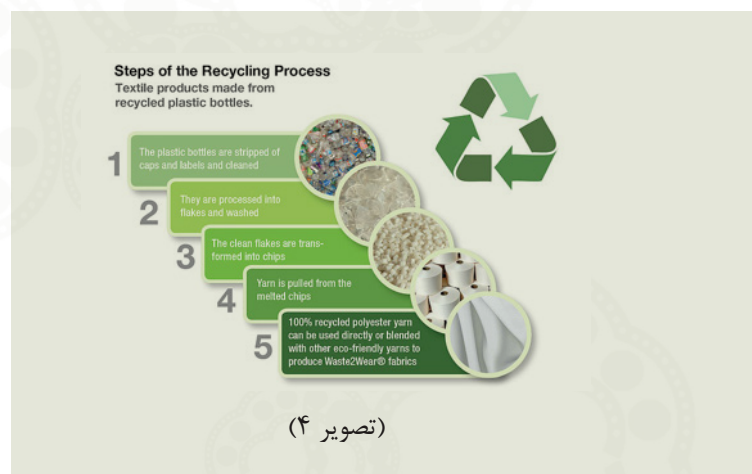 Steps of the Recycling Process
Textile products made from
recycled plastic bottles.
1
The plastic bottles are stripped of
caps and labels and cleaned
2
They are processed into
flakes and washed
3
The clean flakes are trans-
formed into chips
4
Yarn is pulled from the
melted chips
5
100% recycled polyester yarn
can be used directly or blended
with other eco-friendly yarns to
produce Waste2Wear® fabrics
(تصویر ۴)